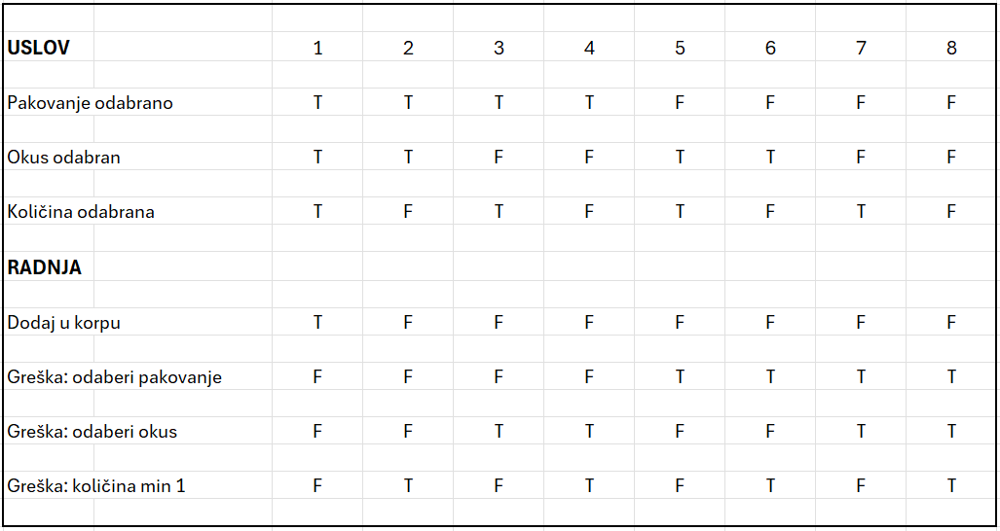 USLOV 1 2 3 4 5 6 7 8
Pakovanje odabrano T T T T F F F F
Okus odabran T T F F T T F F
Količina odabrana T F T F T F T F
RADNJA
Dodaj u korpu T F F F F F F F
Greška: odaberi pakovanje F F F F T T T T
Greška: odaberi okus F F T T F F T T
Greška: količina min 1 F T F T F T F T